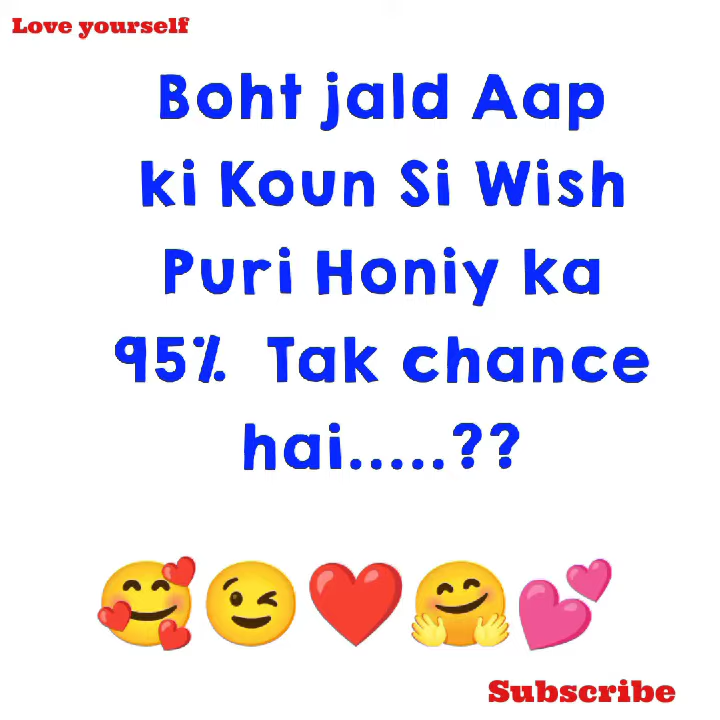 Love yourself
Boht jald Aap
ki Koun Si Wish
Puri Honiy ka
95% Tak chance
hai.....??
Subscribe